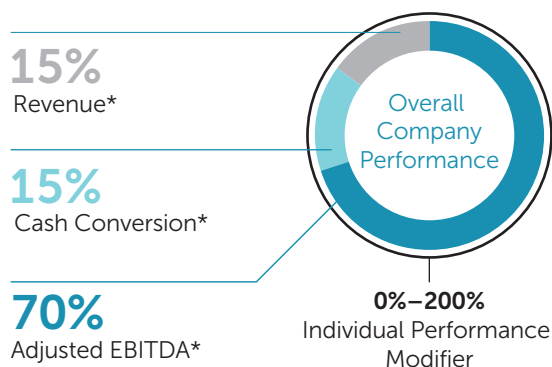 15%
Revenue*
15%
Cash Conversion*
70%
Adjusted EBITDA*
Overall
Company
Performance
0%–200%
Individual Performance
Modifier